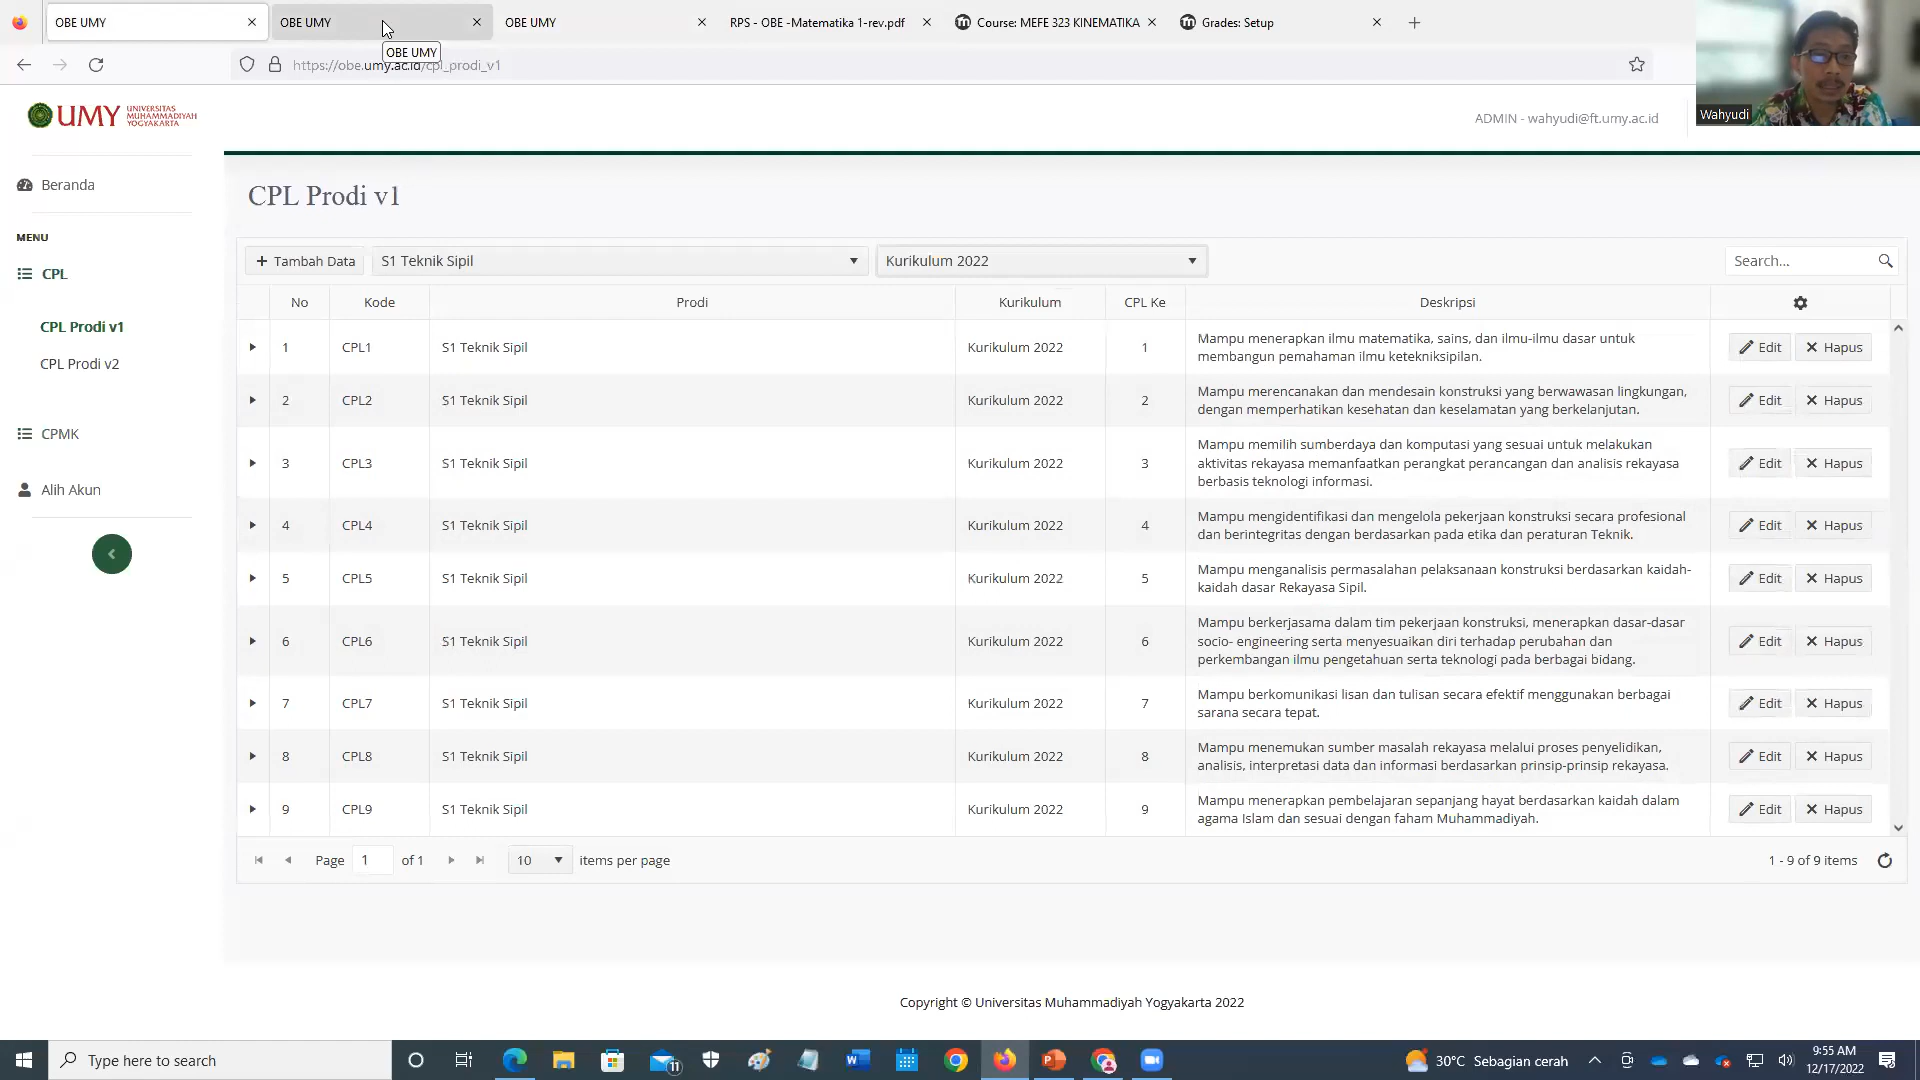 OBE UMY
OBE UMY
OBE UMY
RPS - OBE -Matematika 1-rev.pdf
Course: MEFE 323 KINEMATIKA
Grades: Setup
OBE UMY
https://obe.umy.ac.id/cpl_prodi_v1
Wahyudi
UMY
UNIVERSITAS
MUHAMMADIYAH
YOGYAKARTA
ADMIN - wahyudi@ft.umy.ac.id
Beranda
MENU
CPL
CPL Prodi v1
CPL Prodi v2
CPMK
Alih Akun
CPL Prodi v1
+ Tambah Data
S1 Teknik Sipil
Kurikulum 2022
Search...
No Kode Prodi Kurikulum CPL Ke Deskripsi
1 CPL1 S1 Teknik Sipil Kurikulum 2022 1 Mampu menerapkan ilmu matematika, sains, dan ilmu-ilmu dasar untuk
membangun pemahaman ilmu ketekniksipilan.
Edit Hapus
2 CPL2 S1 Teknik Sipil Kurikulum 2022 2 Mampu merencanakan dan mendesain konstruksi yang berwawasan lingkungan,
dengan memperhatikan kesehatan dan keselamatan yang berkelanjutan.
Edit Hapus
3 CPL3 S1 Teknik Sipil Kurikulum 2022 3 Mampu memilih sumberdaya dan komputasi yang sesuai untuk melakukan
aktivitas rekayasa memanfaatkan perangkat perancangan dan analisis rekayasa
berbasis teknologi informasi.
Edit Hapus
4 CPL4 S1 Teknik Sipil Kurikulum 2022 4 Mampu mengidentifikasi dan mengelola pekerjaan konstruksi secara profesional
dan berintegritas dengan berdasarkan pada etika dan peraturan Teknik.
Edit Hapus
5 CPL5 S1 Teknik Sipil Kurikulum 2022 5 Mampu menganalisis permasalahan pelaksanaan konstruksi berdasarkan kaidah-
kaidah dasar Rekayasa Sipil.
Edit Hapus
6 CPL6 S1 Teknik Sipil Kurikulum 2022 6 Mampu berkerjasama dalam tim pekerjaan konstruksi, menerapkan dasar-dasar
socio- engineering serta menyesuaikan diri terhadap perubahan dan
perkembangan ilmu pengetahuan serta teknologi pada berbagai bidang.
Edit Hapus
7 CPL7 S1 Teknik Sipil Kurikulum 2022 7 Mampu berkomunikasi lisan dan tulisan secara efektif menggunakan berbagai
sarana secara tepat.
Edit Hapus
8 CPL8 S1 Teknik Sipil Kurikulum 2022 8 Mampu menemukan sumber masalah rekayasa melalui proses penyelidikan,
analisis, interpretasi data dan informasi berdasarkan prinsip-prinsip rekayasa.
Edit Hapus
9 CPL9 S1 Teknik Sipil Kurikulum 2022 9 Mampu menerapkan pembelajaran sepanjang hayat berdasarkan kaidah dalam
agama Islam dan sesuai dengan faham Muhammadiyah.
Edit Hapus
Page 1 of 1 10 items per page
1 - 9 of 9 items
Copyright © Universitas Muhammadiyah Yogyakarta 2022
Type here to search
11
30°C Sebagian cerah
9:55 AM
12/17/2022